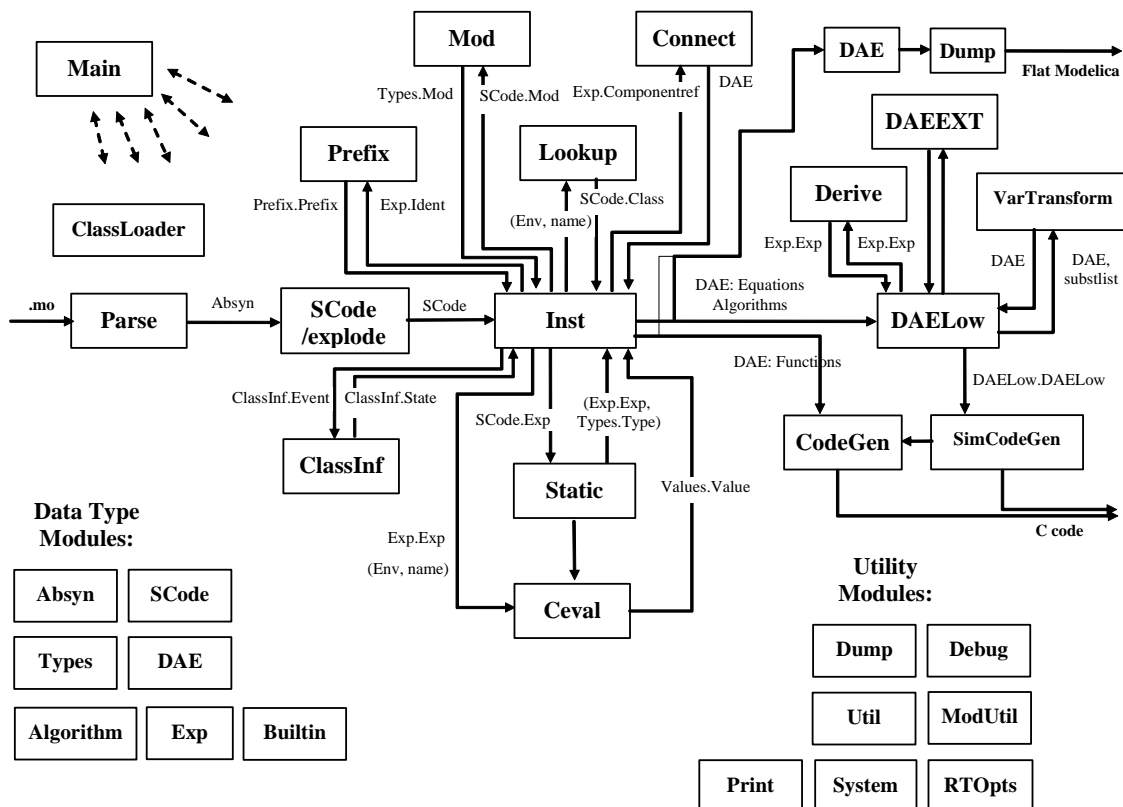 Main
Mod
Connect
DAE
Dump
Flat Modelica
Types.Mod
SCode.Mod
Exp.Componentref
DAE
DAEEXT
Prefix
Lookup
Derive
VarTransform
Prefix.Prefix
Exp.Ident
(Env, name)
SCode.Class
ClassLoader
Exp.Exp
Exp.Exp
DAE
DAE,
substlist
.mo
Parse
Absyn
SCode
/explode
SCode
Inst
DAE: Equations
Algorithms
DAELow
DAE: Functions
DAELow.DAELow
ClassInf.Event
ClassInf.State
SCode.Exp
(Exp.Exp,
Types.Type)
ClassInf
CodeGen
SimCodeGen
Static
Values.Value
C code
Exp.Exp
(Env, name)
Ceval
Data Type
Modules:
Absyn
SCode
Types
DAE
Algorithm
Exp
Builtin
Utility
Modules:
Dump
Debug
Util
ModUtil
Print
System
RTOpts